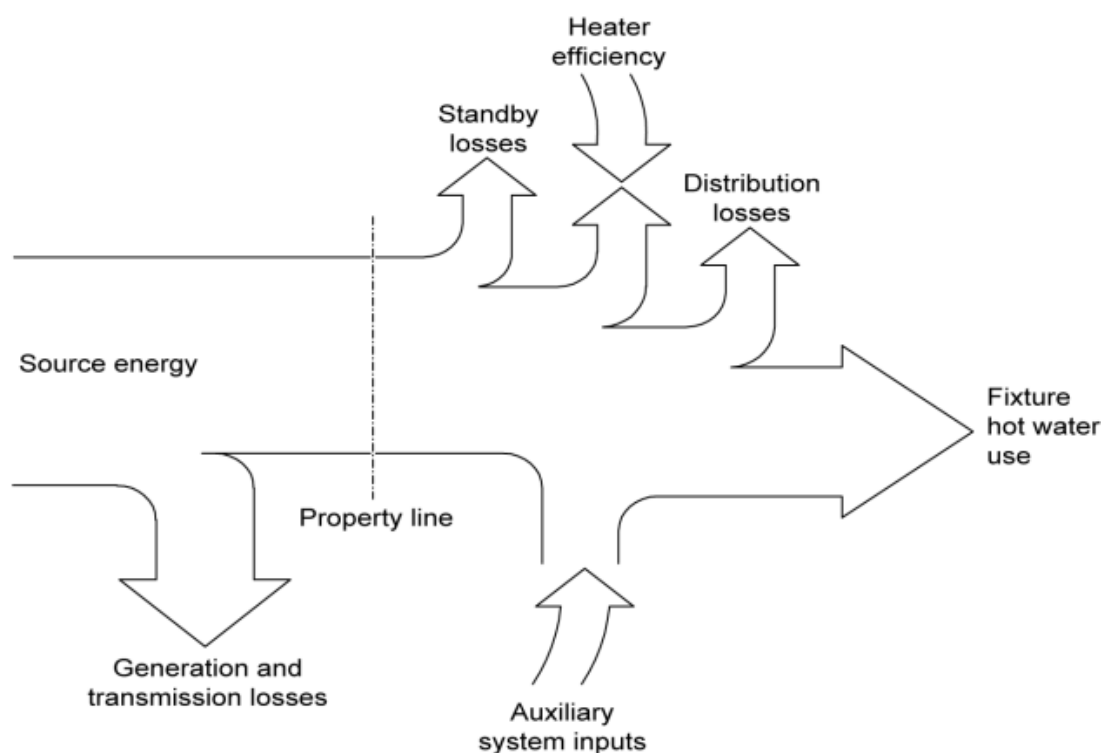 Heater
efficiency
Standby
losses
Distribution
losses
Source energy
Fixture
hot water
use
Property line
Generation and
transmission losses
Auxiliary
system inputs